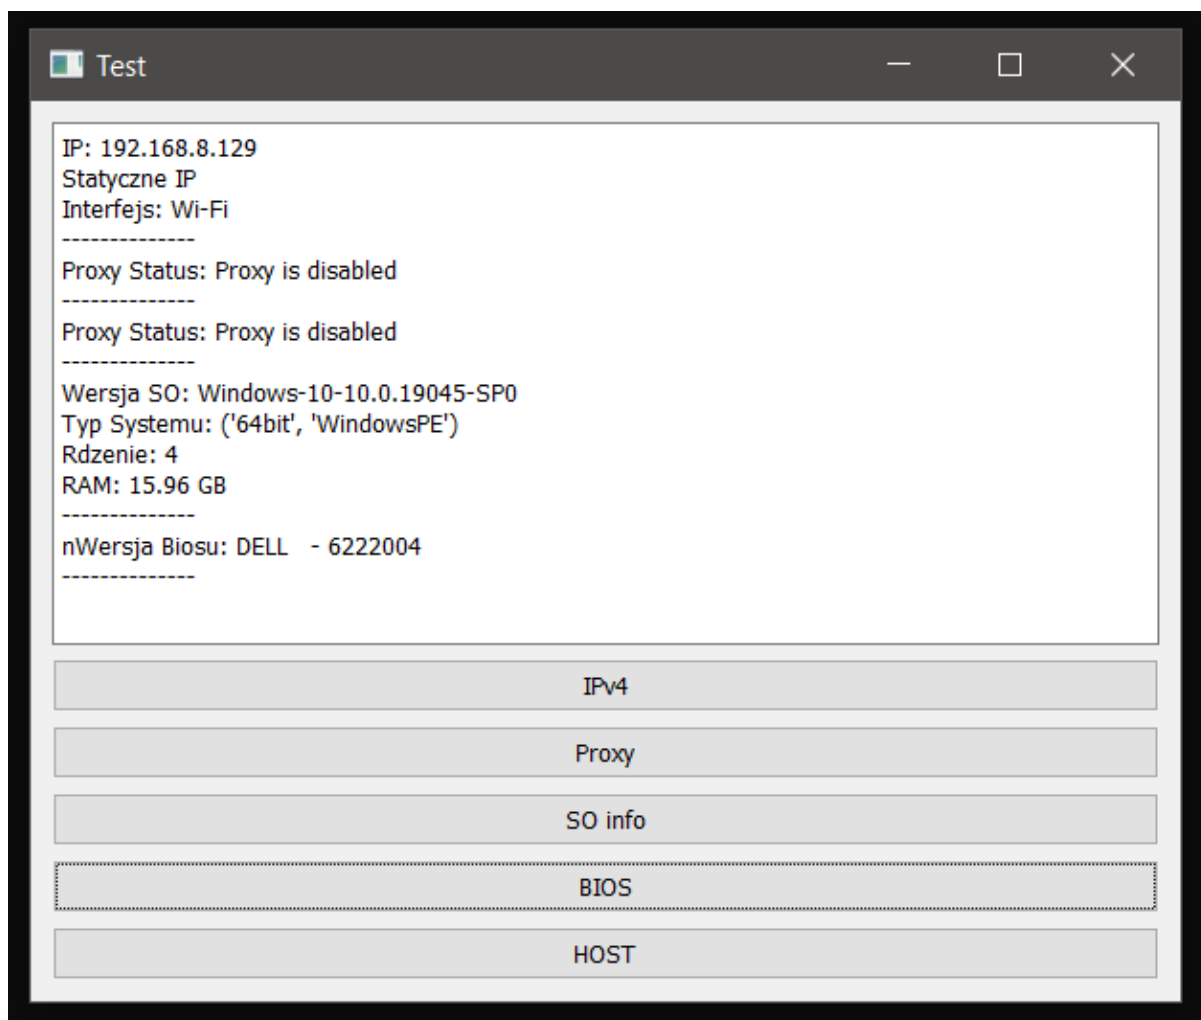 Test
IP: 192.168.8.129
Statyczne IP
Interfejs: Wi-Fi
--------------
Proxy Status: Proxy is disabled
--------------
Proxy Status: Proxy is disabled
--------------
Wersja SO: Windows-10-10.0.19045-SP0
Typ Systemu: ('64bit', 'WindowsPE')
Rdzenie: 4
RAM: 15.96 GB
--------------
nWersja Biosu: DELL   - 6222004
--------------
IPv4
Proxy
SO info
BIOS
HOST